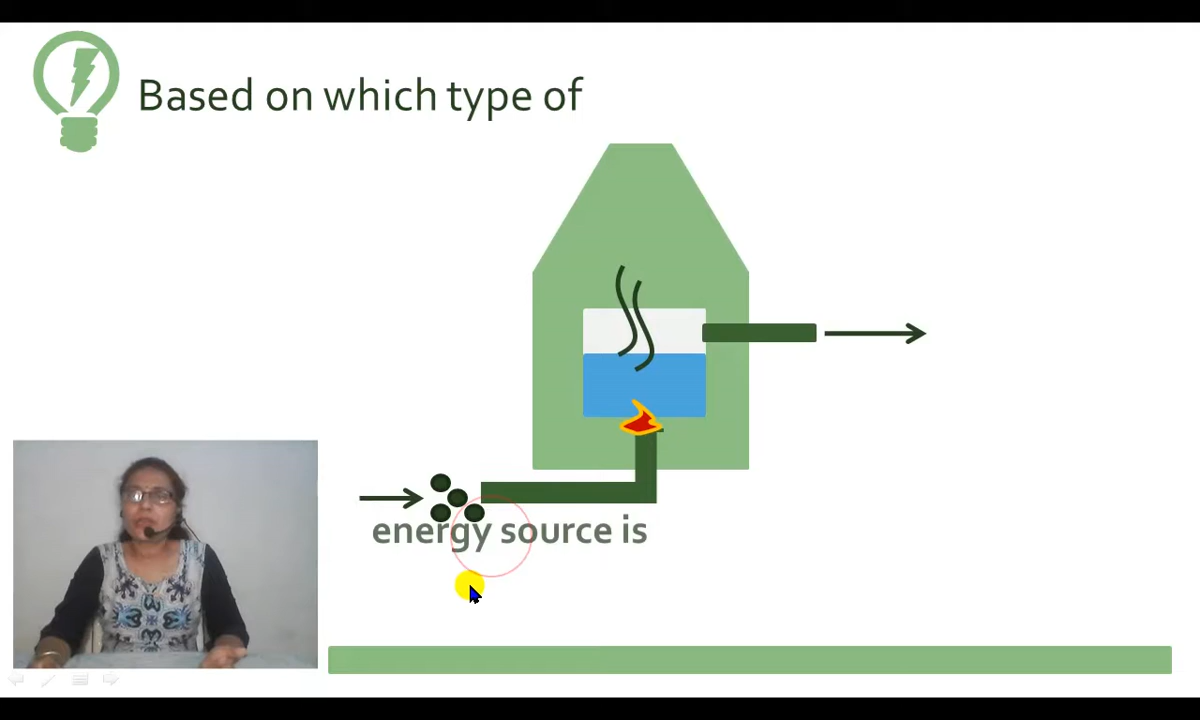 Based on which type of
energy source is